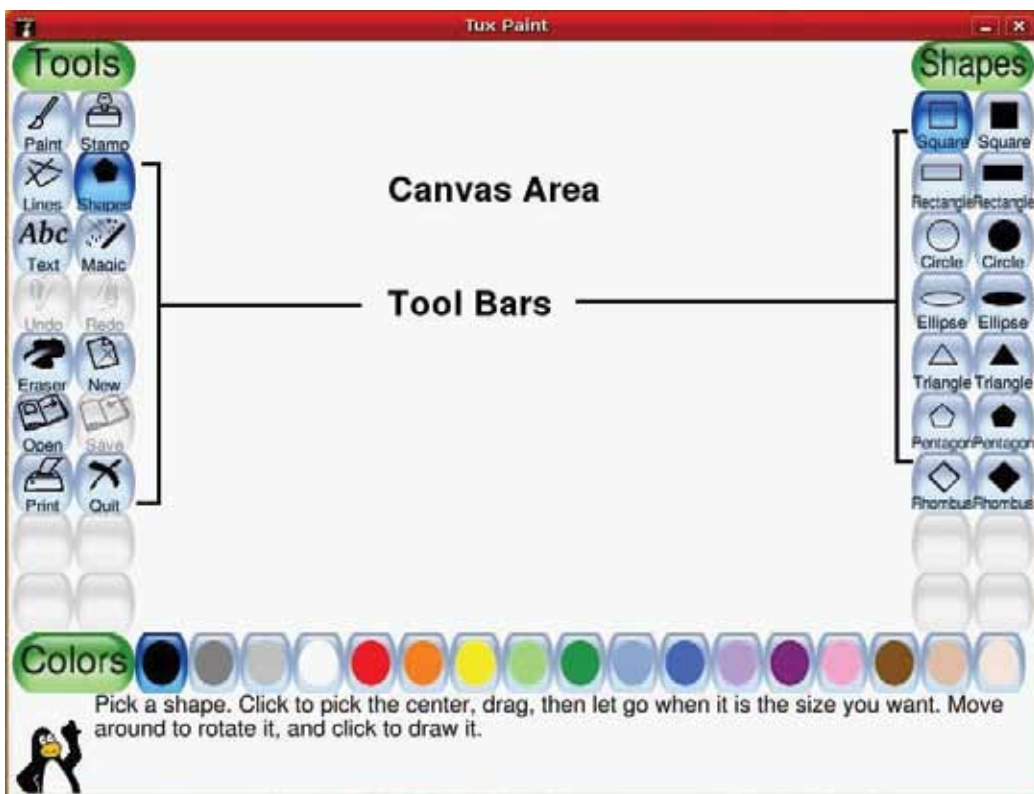 Tux Paint
Tools
Shapes
Paint Stamp
Lines Shapes
Abc
Text Magic
Undo Redo
Eraser New
Open Save
Print Quit
Canvas Area
Tool Bars
Square Square
Rectangle Rectangle
Circle Circle
Ellipse Ellipse
Triangle Triangle
Pentagon Pentagon
Rhombus Rhombus
Colors
Pick a shape. Click to pick the center, drag, then let go when it is the size you want. Move
around to rotate it, and click to draw it.